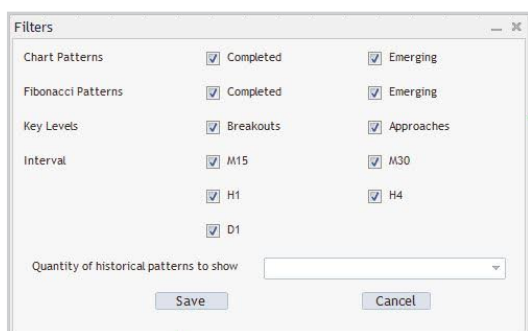 Filters
Chart Patterns Completed Emerging
Fibonacci Patterns Completed Emerging
Key Levels Breakouts Approaches
Interval M15 M30
H1 H4
D1
Quantity of historical patterns to show
Save Cancel